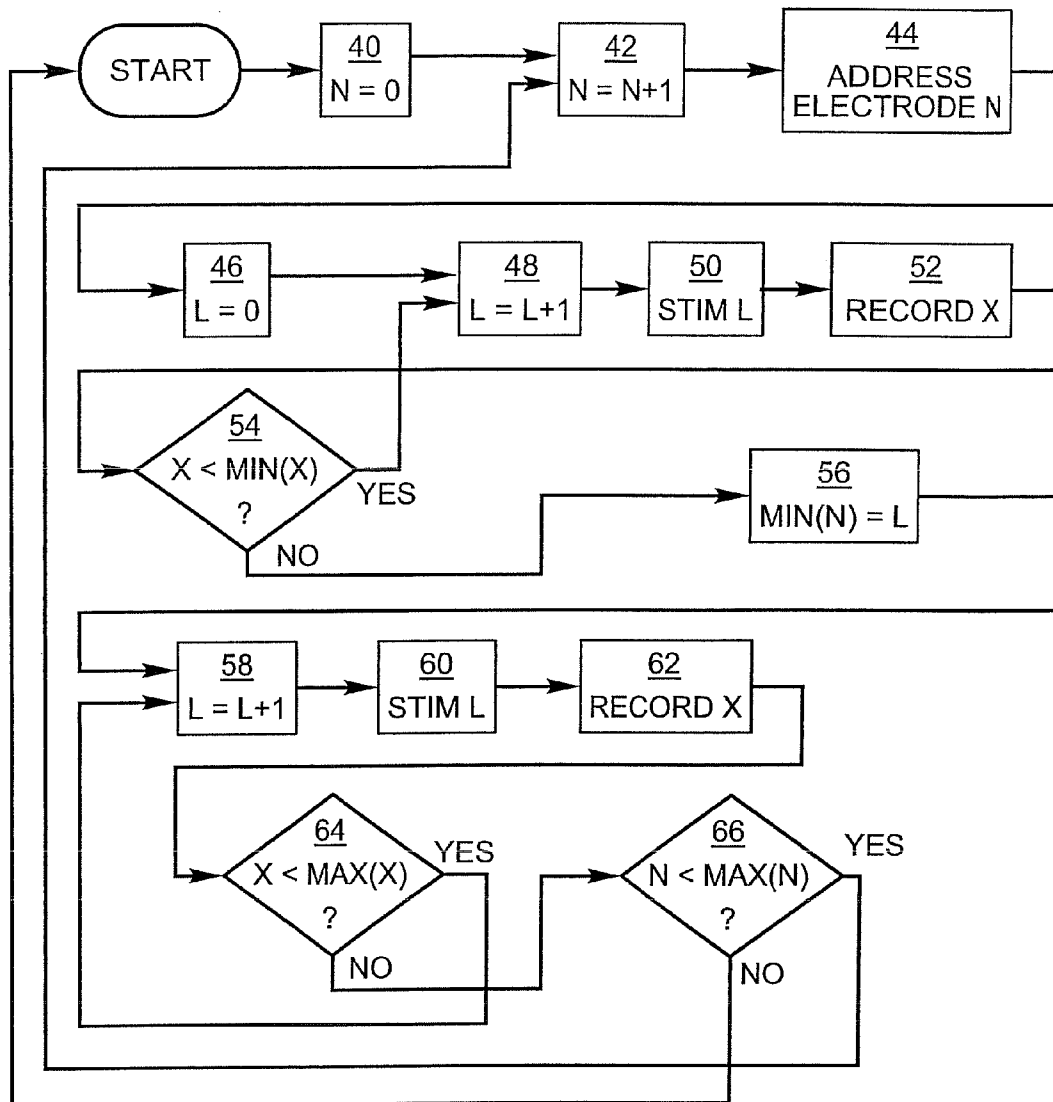 START
40
N = 0
42
N = N+1
44
ADDRESS
ELECTRODE N
46
L = 0
48
L = L+1
50
STIM L
52
RECORD X
54
X < MIN(X)
?
YES
NO
56
MIN(N) = L
58
L = L+1
60
STIM L
62
RECORD X
64
X < MAX(X)
?
YES
NO
66
N < MAX(N)
?
YES
NO